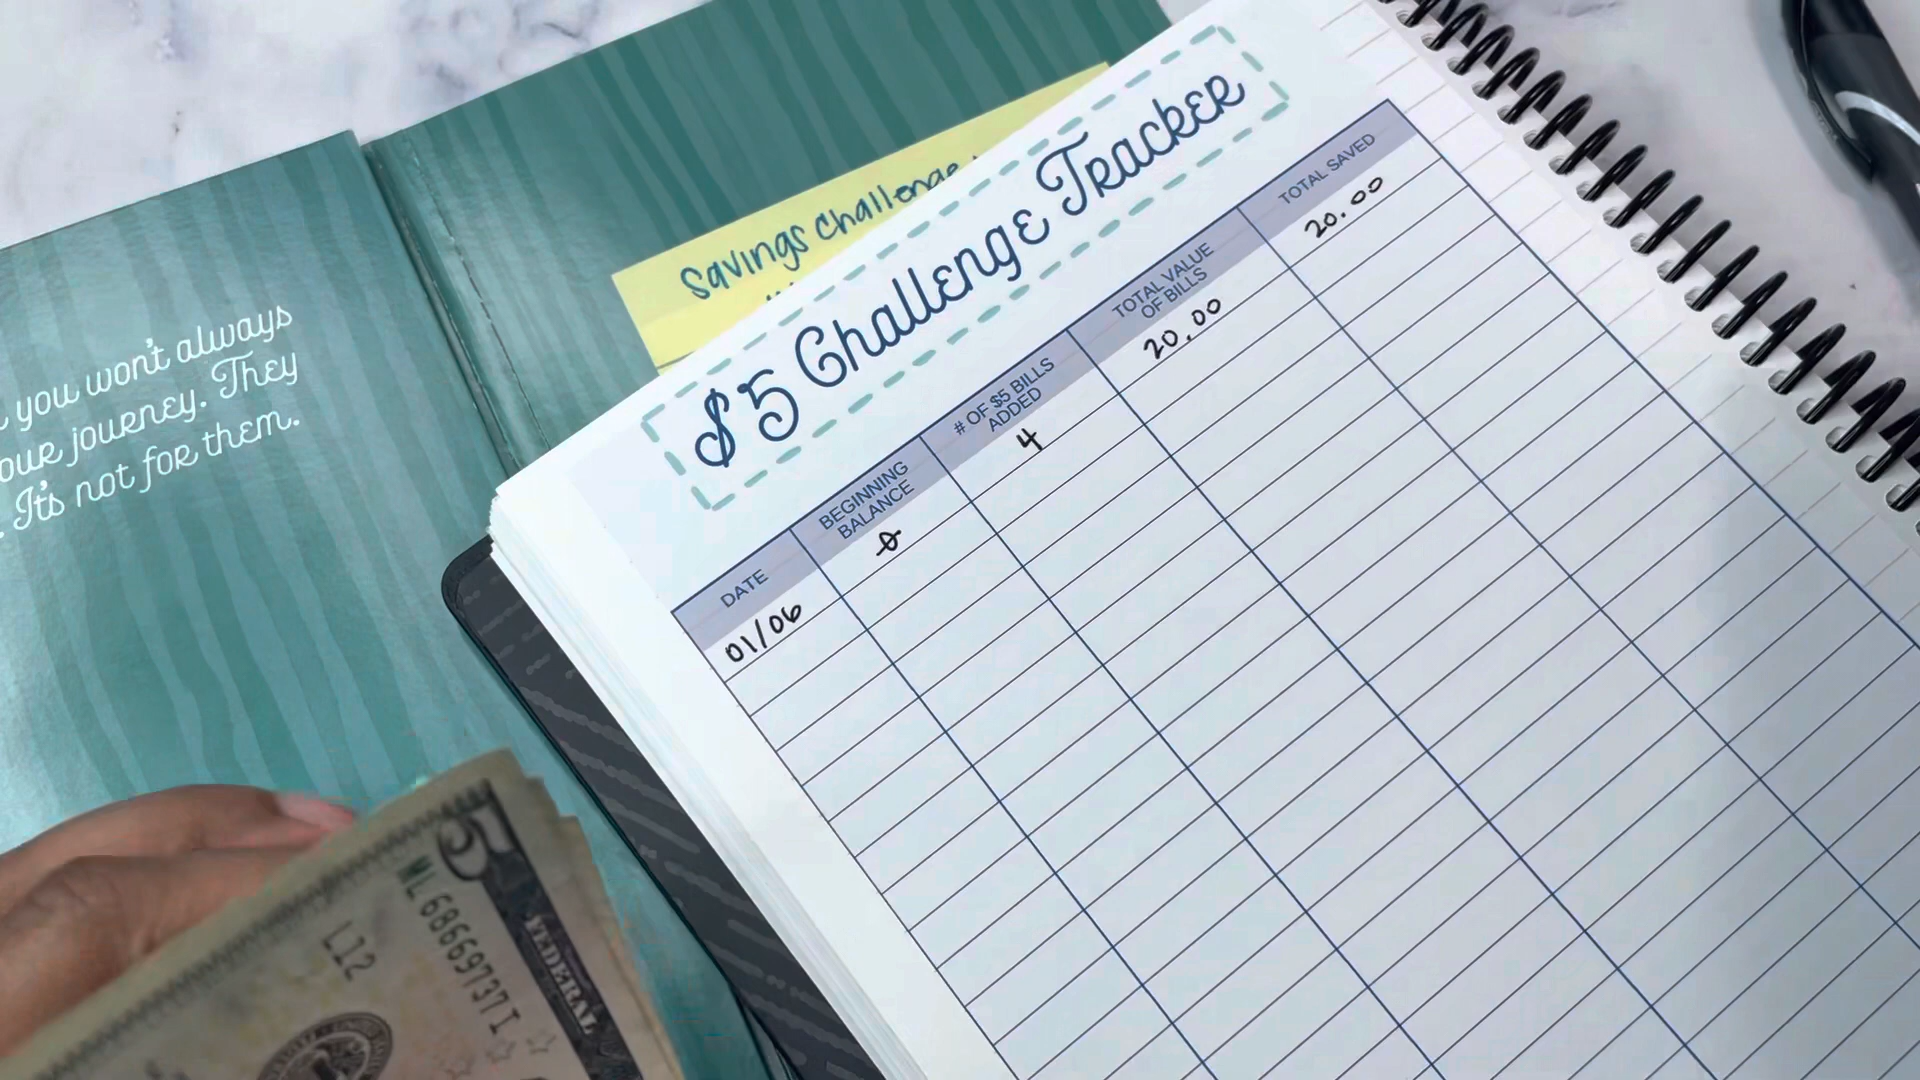 you won't always
our journey. They
. It's not for them.
Savings Challenge
$5 Challenge Tracker
DATE
BEGINNING
BALANCE
# OF $5 BILLS
ADDED
TOTAL VALUE
OF BILLS
TOTAL SAVED
01/06
0
4
20.00
20.00
5
ML68669737I
L12
FEDERAL